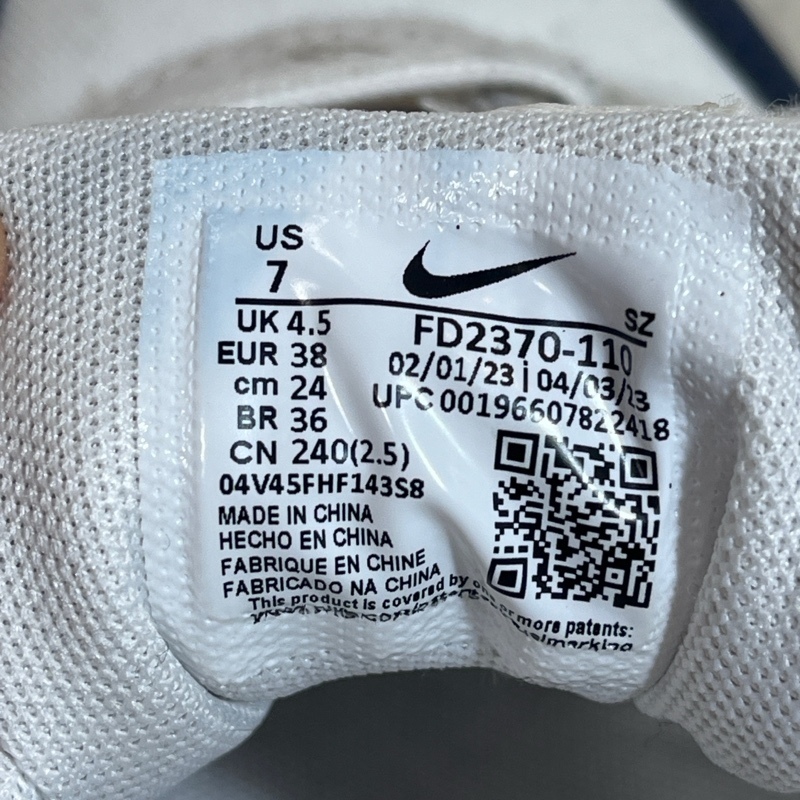 US
7
SZ
UK 4.5
EUR 38
cm 24
BR 36
CN 240(2.5)
FD2370-110
02/01/23 | 04/03/23
UPC 00196607822418
04V45FHF143S8
MADE IN CHINA
HECHO EN CHINA
FABRIQUE EN CHINE
FABRICADO NA CHINA
This product is covered by one or more patents: